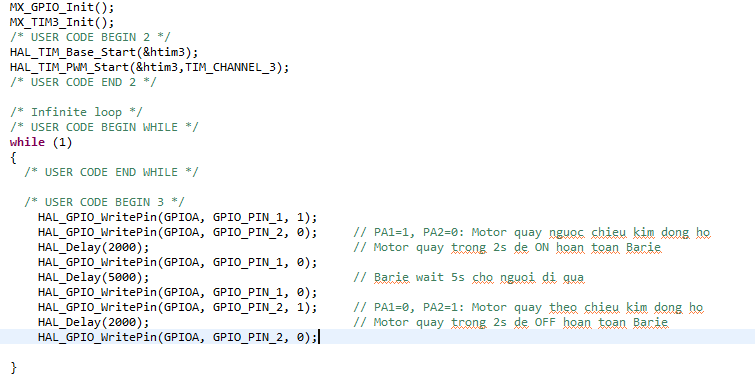 MX_GPIO_Init();
MX_TIM3_Init();
/* USER CODE BEGIN 2 */
HAL_TIM_Base_Start(&htim3);
HAL_TIM_PWM_Start(&htim3,TIM_CHANNEL_3);
/* USER CODE END 2 */
/* Infinite loop */
/* USER CODE BEGIN WHILE */
while (1)
{
/* USER CODE END WHILE */
/* USER CODE BEGIN 3 */
HAL_GPIO_WritePin(GPIOA, GPIO_PIN_1, 1);
HAL_GPIO_WritePin(GPIOA, GPIO_PIN_2, 0); // PA1=1, PA2=0: Motor quay nguoc chieu kim dong ho
HAL_Delay(2000); // Motor quay trong 2s de ON hoan toan Barie
HAL_GPIO_WritePin(GPIOA, GPIO_PIN_1, 0);
HAL_Delay(5000); // Barie wait 5s cho nguoi di qua
HAL_GPIO_WritePin(GPIOA, GPIO_PIN_1, 0);
HAL_GPIO_WritePin(GPIOA, GPIO_PIN_2, 1); // PA1=0, PA2=1: Motor quay theo chieu kim dong ho
HAL_Delay(2000); // Motor quay trong 2s de OFF hoan toan Barie
HAL_GPIO_WritePin(GPIOA, GPIO_PIN_2, 0);
}